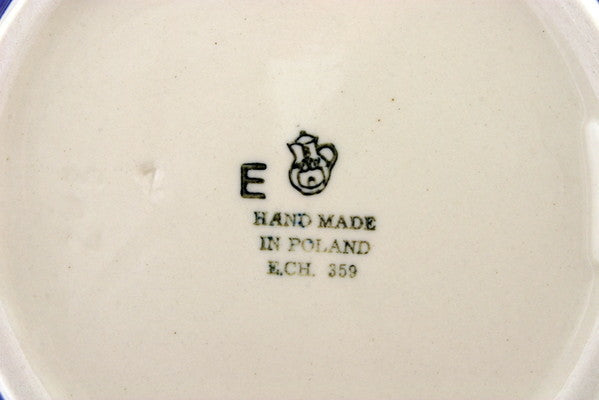 E
HAND MADE
IN POLAND
E.CH. 359